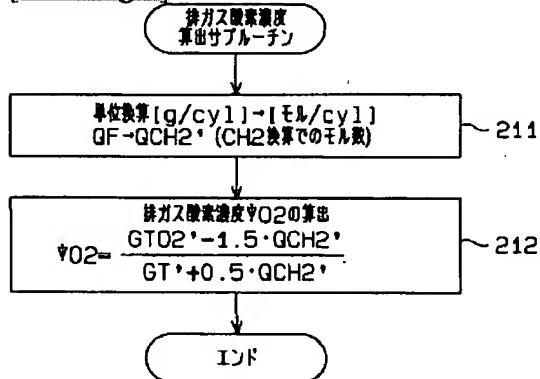 排ガス酸素濃度
算出サブルーチン
単位換算[g/cyl]→[モル/cyl]
QF→QCH2' (CH2換算でのモル数)
211
排ガス酸素濃度ΨO2の算出
GTO2'-1.5・QCH2'
ΨO2=
GT'+0.5・QCH2'
212
エンド